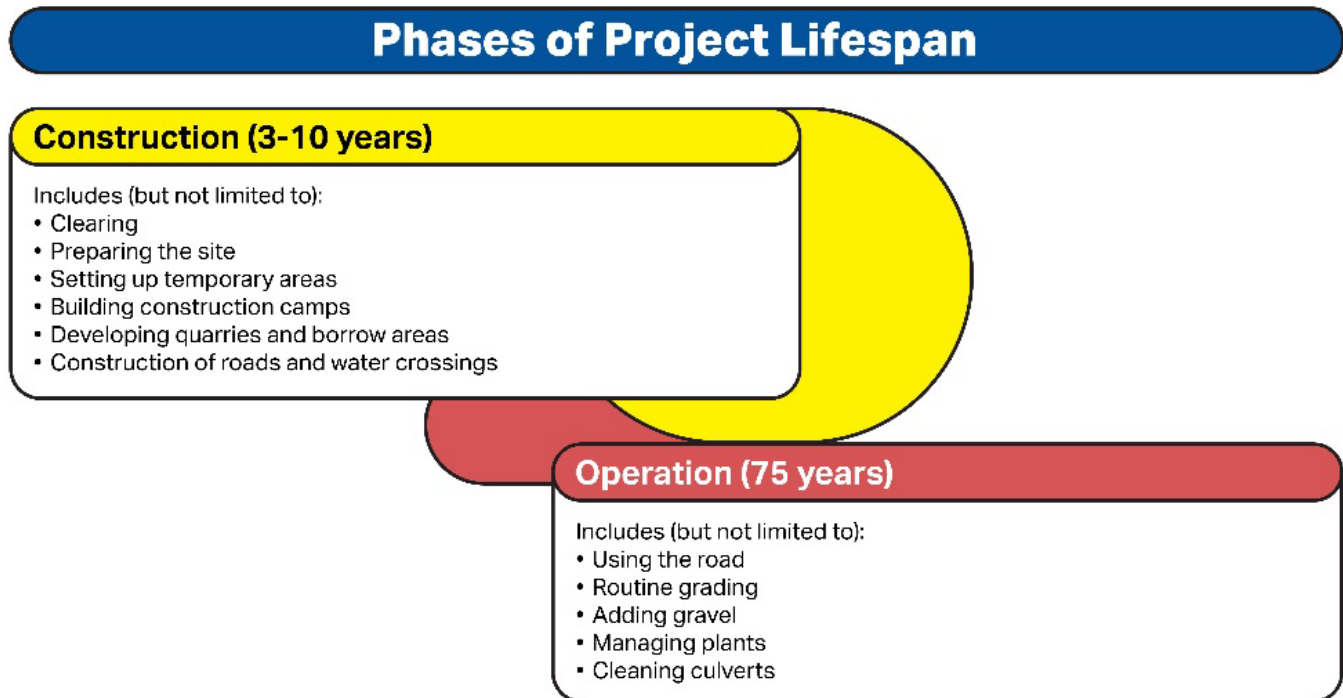 Phases of Project Lifespan
Construction (3-10 years)
Includes (but not limited to):
• Clearing
• Preparing the site
• Setting up temporary areas
• Building construction camps
• Developing quarries and borrow areas
• Construction of roads and water crossings
Operation (75 years)
Includes (but not limited to):
• Using the road
• Routine grading
• Adding gravel
• Managing plants
• Cleaning culverts